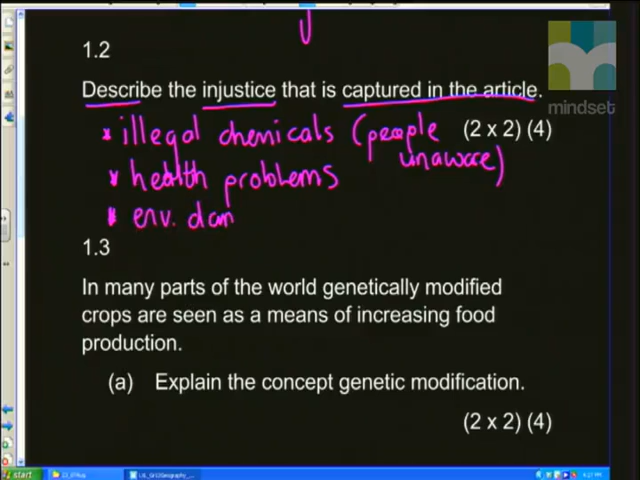 1.2
Describe the injustice that is captured in the article.
mindset
* illegal chemicals (people (2 x 2) (4)
unaware)
* health problems
* env. dam
1.3
In many parts of the world genetically modified
crops are seen as a means of increasing food
production.
(a) Explain the concept genetic modification.
(2 x 2) (4)
start